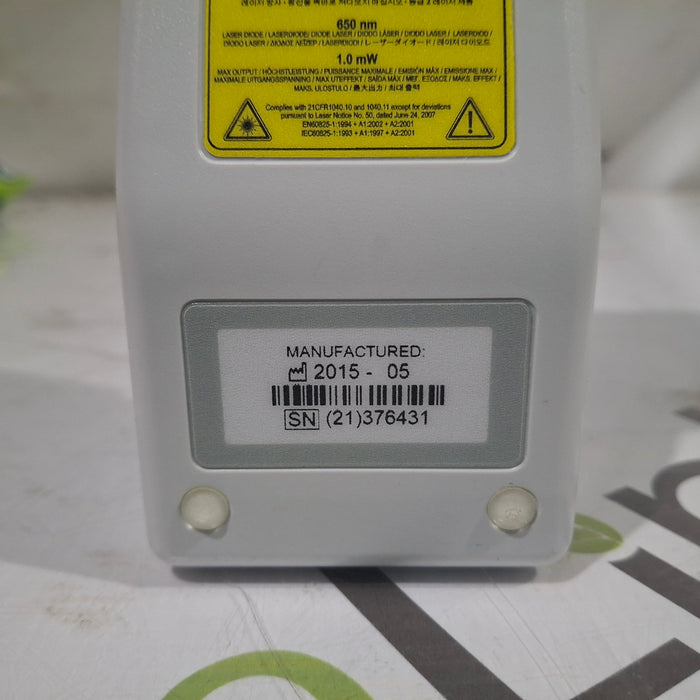 650 nm
LASER DIODE / LASERDIODE / DIODE LASER / DIODO LÁSER / LASERDIOD /
DIODO LASER / ΔΙΟΔΟΣ ΛΕΪΖΕΡ / LASERDIODI / レーザーダイオード / 레이저 다이오드
1.0 mW
MAX OUTPUT / HÖCHSTLEISTUNG / PUISSANCE MAXIMALE / EMISIÓN MÁX / EMISSIONE MAX /
MAXIMALE UITGANGSSPANNING / MAX UTEFFEKT / SAÍDA MÁX / ΜΕΓ. ΕΞΟΔΟΣ / MAKS. EFFEKT /
MAKS. ULOSTULO / 最大出力 / 최대 출력
Complies with 21CFR1040.10 and 1040.11 except for deviations
pursuant to Laser Notice No. 50, dated June 24, 2007
EN60825-1:1994 + A1:2002 + A2:2001
IEC60825-1:1993 + A1:1997 + A2:2001
MANUFACTURED:
2015 - 05
SN (21)376431